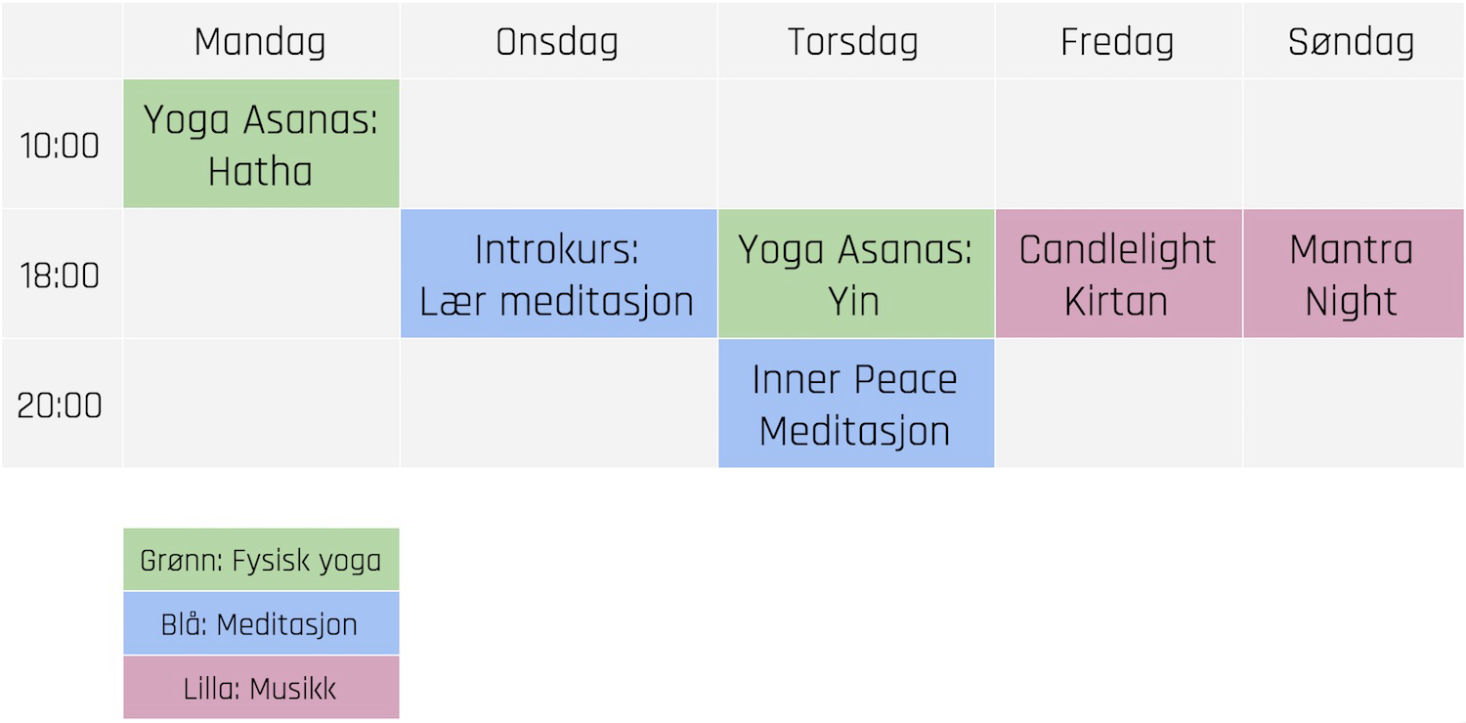 Mandag Onsdag Torsdag Fredag Søndag
10:00
Yoga Asanas:
Hatha
18:00
Introkurs:
Lær meditasjon
Yoga Asanas:
Yin
Candlelight
Kirtan
Mantra
Night
20:00
Inner Peace
Meditasjon
Grønn: Fysisk yoga
Blå: Meditasjon
Lilla: Musikk